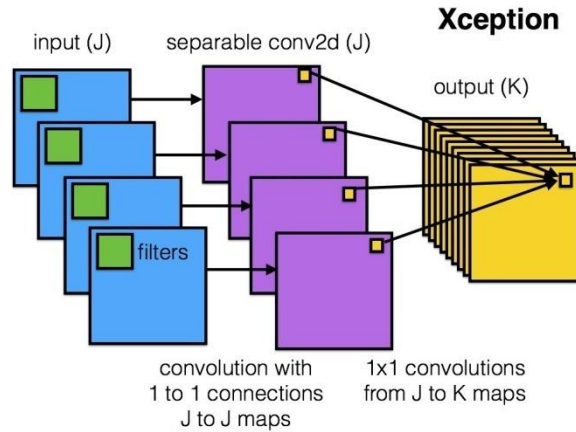 Xception
input (J)
separable conv2d (J)
output (K)
filters
convolution with
1 to 1 connections
J to J maps
1x1 convolutions
from J to K maps